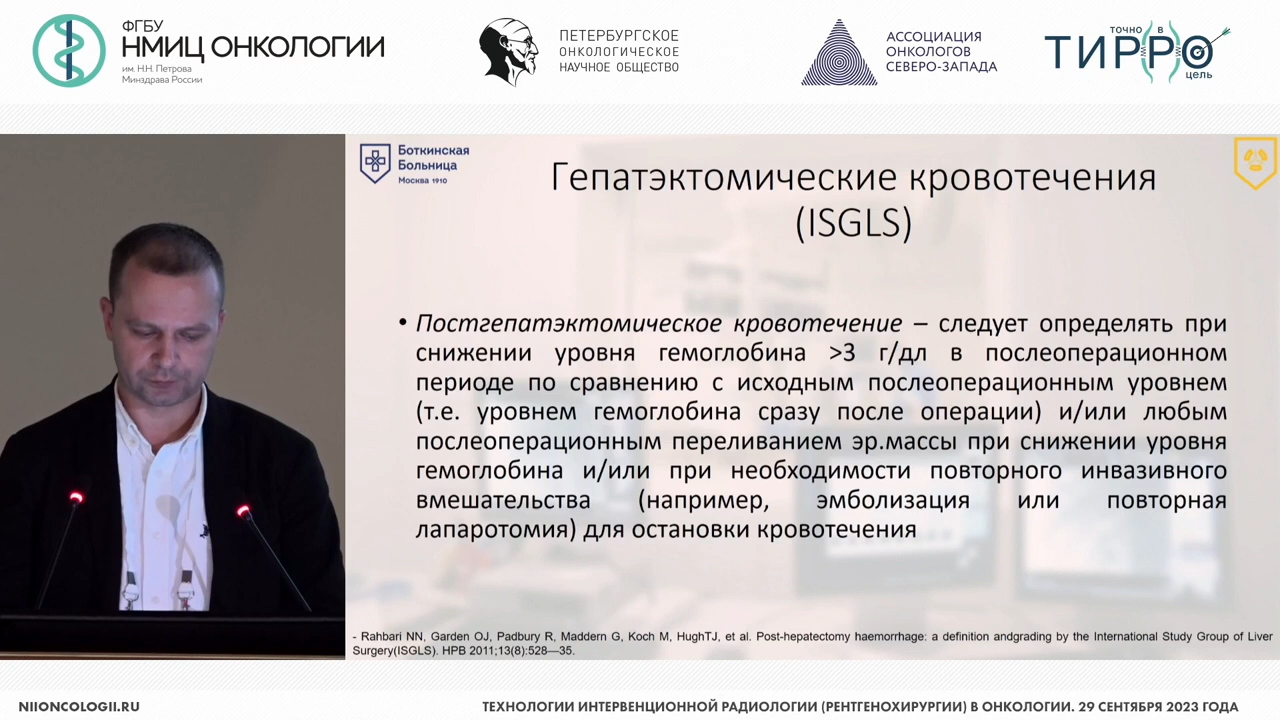 ФГБУ
НМИЦ ОНКОЛОГИИ
им. Н.Н. Петрова
Минздрава России
ПЕТЕРБУРГСКОЕ
ОНКОЛОГИЧЕСКОЕ
НАУЧНОЕ ОБЩЕСТВО
АССОЦИАЦИЯ
ОНКОЛОГОВ
СЕВЕРО-ЗАПАДА
ТОЧНО В
ТИРРО
цель
Боткинская
Больница
Москва 1910
Гепатэктомические кровотечения
(ISGLS)
• Постгепатэктомическое кровотечение – следует определять при
снижении уровня гемоглобина >3 г/дл в послеоперационном
периоде по сравнению с исходным послеоперационным уровнем
(т.е. уровнем гемоглобина сразу после операции) и/или любым
послеоперационным переливанием эр.массы при снижении уровня
гемоглобина и/или при необходимости повторного инвазивного
вмешательства (например, эмболизация или повторная
лапаротомия) для остановки кровотечения
- Rahbari NN, Garden OJ, Padbury R, Maddern G, Koch M, HughTJ, et al. Post-hepatectomy haemorrhage: a definition andgrading by the International Study Group of Liver
Surgery(ISGLS). HPB 2011;13(8):528—35.
NIIONCOLOGII.RU
ТЕХНОЛОГИИ ИНТЕРВЕНЦИОННОЙ РАДИОЛОГИИ (РЕНТГЕНОХИРУРГИИ) В ОНКОЛОГИИ. 29 СЕНТЯБРЯ 2023 ГОДА